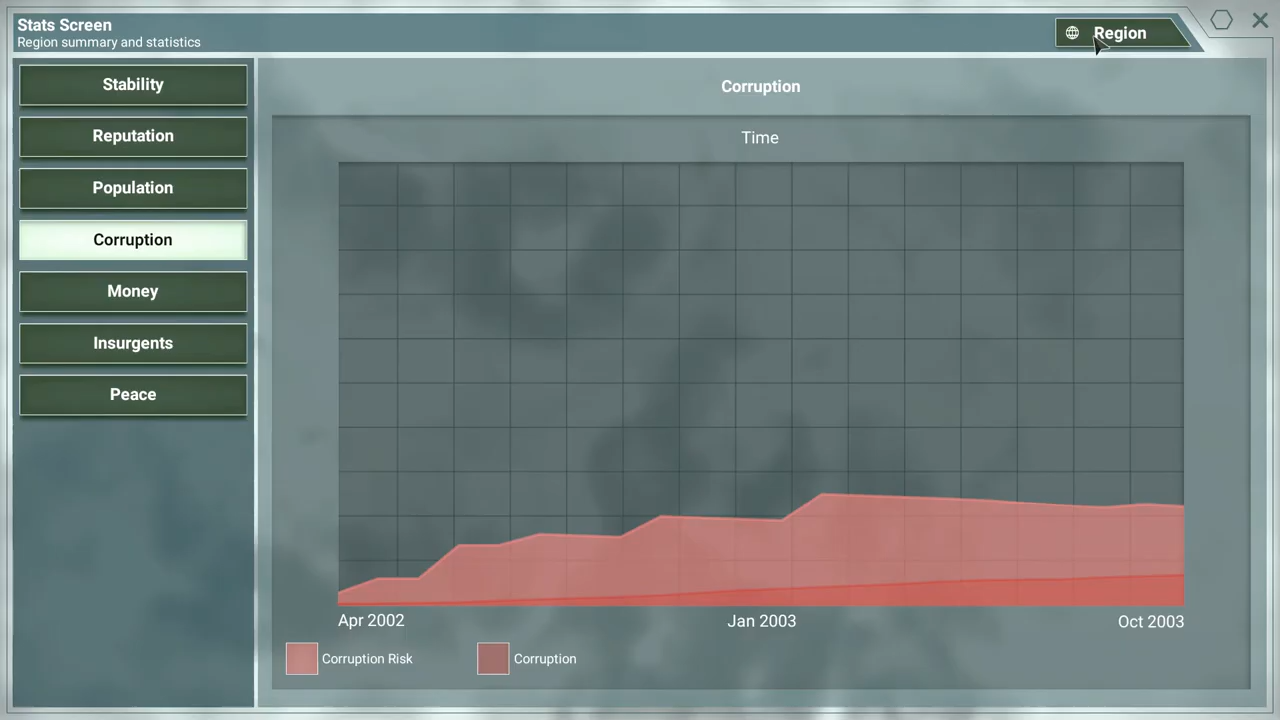 Stats Screen
Region summary and statistics
Region
Stability
Reputation
Population
Corruption
Money
Insurgents
Peace
Corruption
Time
Apr 2002
Jan 2003
Oct 2003
Corruption Risk
Corruption